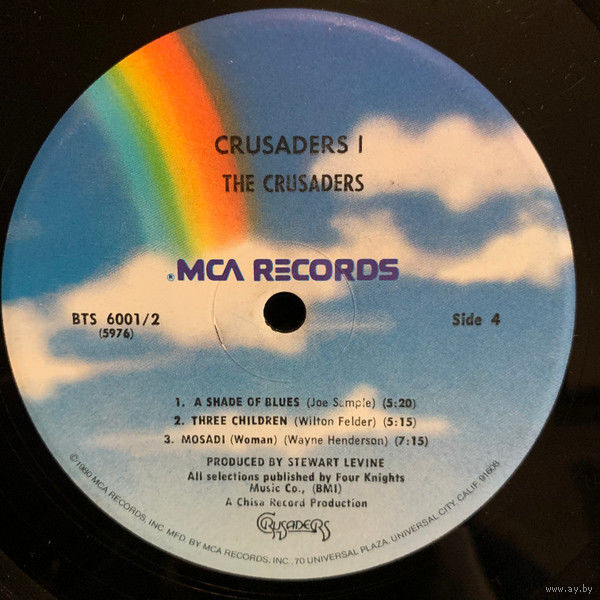 CRUSADERS I
THE CRUSADERS
® MCA RECORDS
BTS 6001/2
(5976)
Side 4
1. A SHADE OF BLUES (Joe Sample) (5:20)
2. THREE CHILDREN (Wilton Felder) (5:15)
3. MOSADI (Woman) (Wayne Henderson) (7:15)
PRODUCED BY STEWART LEVINE
All selections published by Four Knights
Music Co., (BMI)
A Chisa Record Production
CRUSADERS
©1980 MCA RECORDS, INC. MFD. BY MCA RECORDS, INC., 70 UNIVERSAL PLAZA, UNIVERSAL CITY, CALIF. 91608
www.ay.by